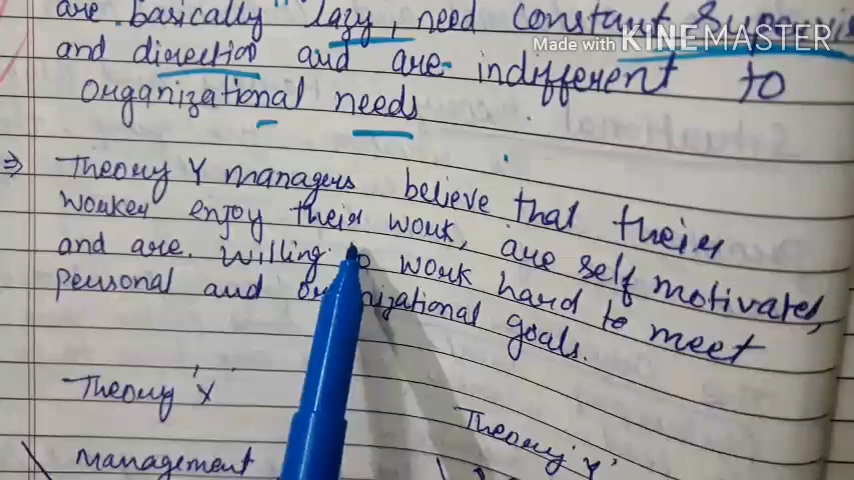 are basically lazy, need constant
Made with KINEMASTER
and direction and are indifferent to
organizational needs
⇒ Theory Y managers believe that their
worker enjoy their work, are self motivated,
and are willing to work hard to meet
personal and organizational goals.
Theory 'X'
Theory 'Y'
management